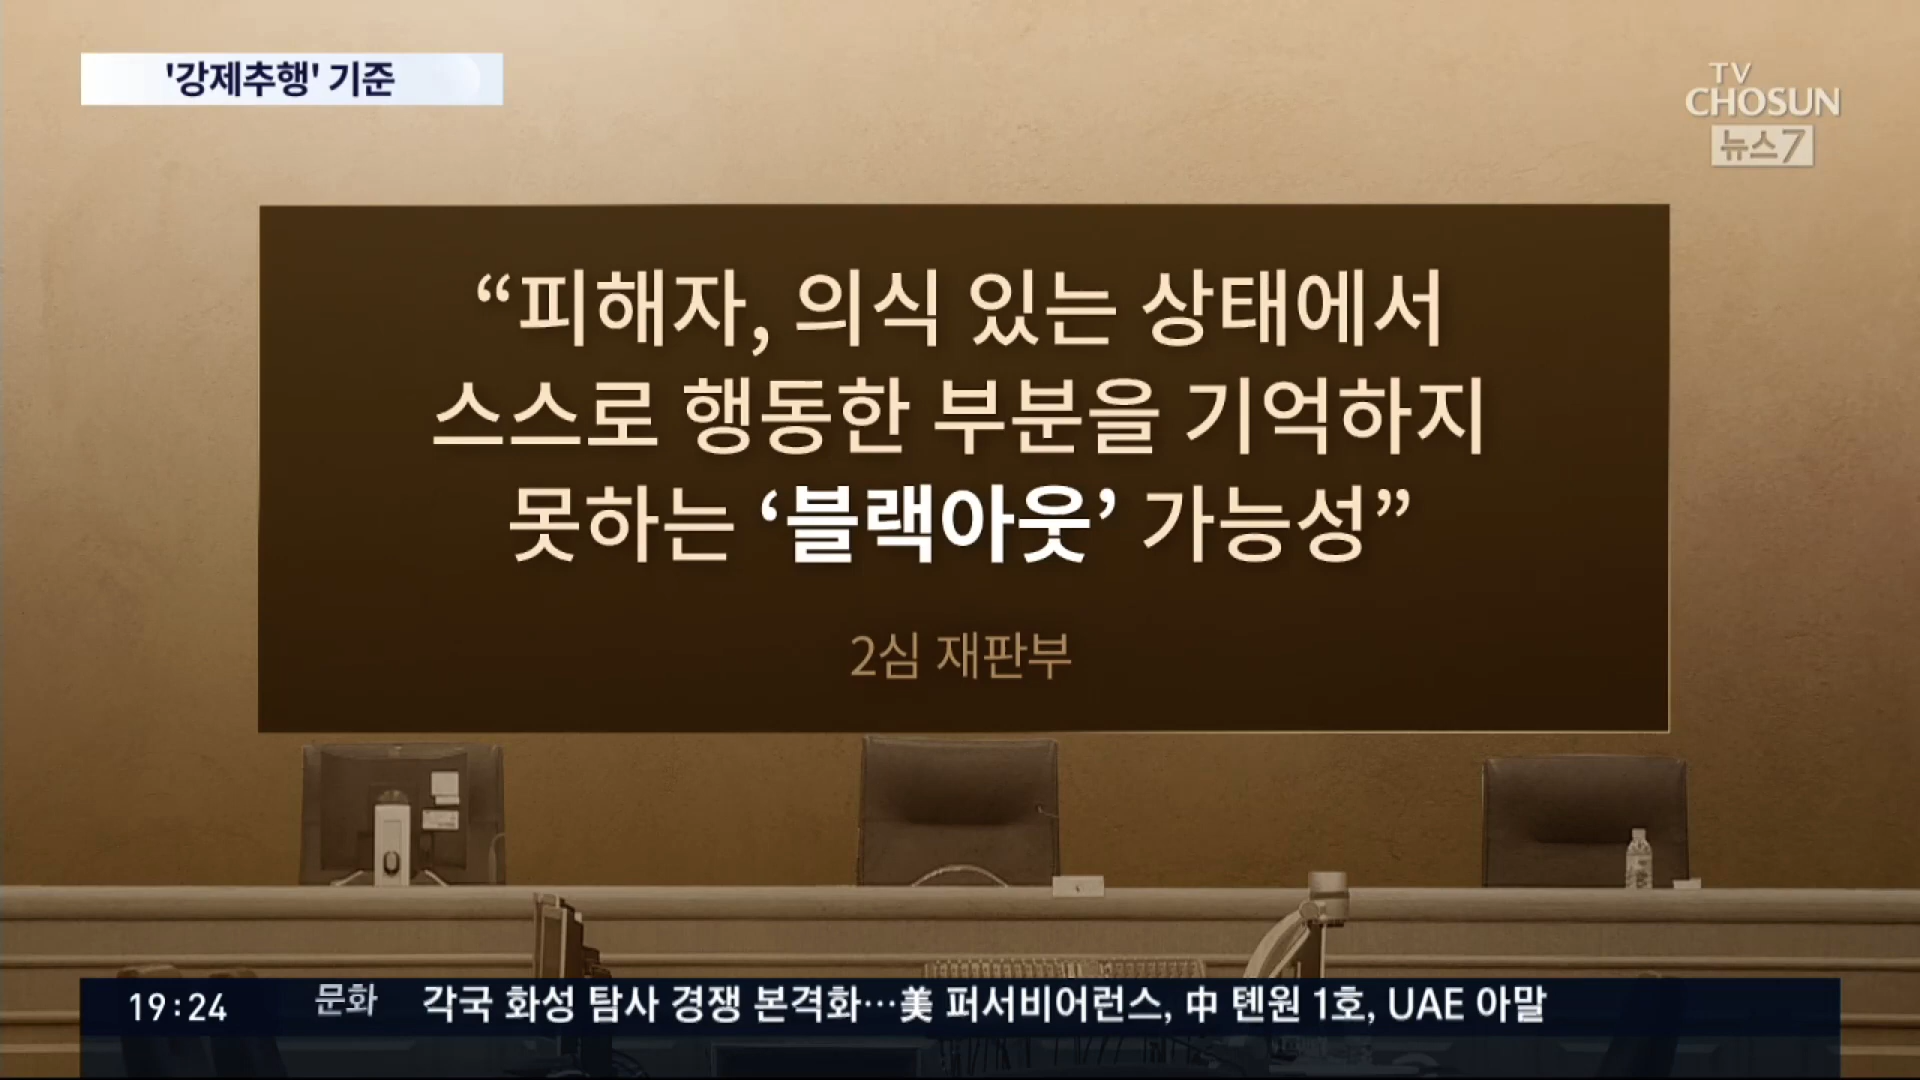 '강제추행' 기준
TV
CHOSUN
뉴스7
“피해자, 의식 있는 상태에서
스스로 행동한 부분을 기억하지
못하는 ‘블랙아웃’ 가능성”
2심 재판부
19:24 문화 각국 화성 탐사 경쟁 본격화…美 퍼서비어런스, 中 톈원 1호, UAE 아말